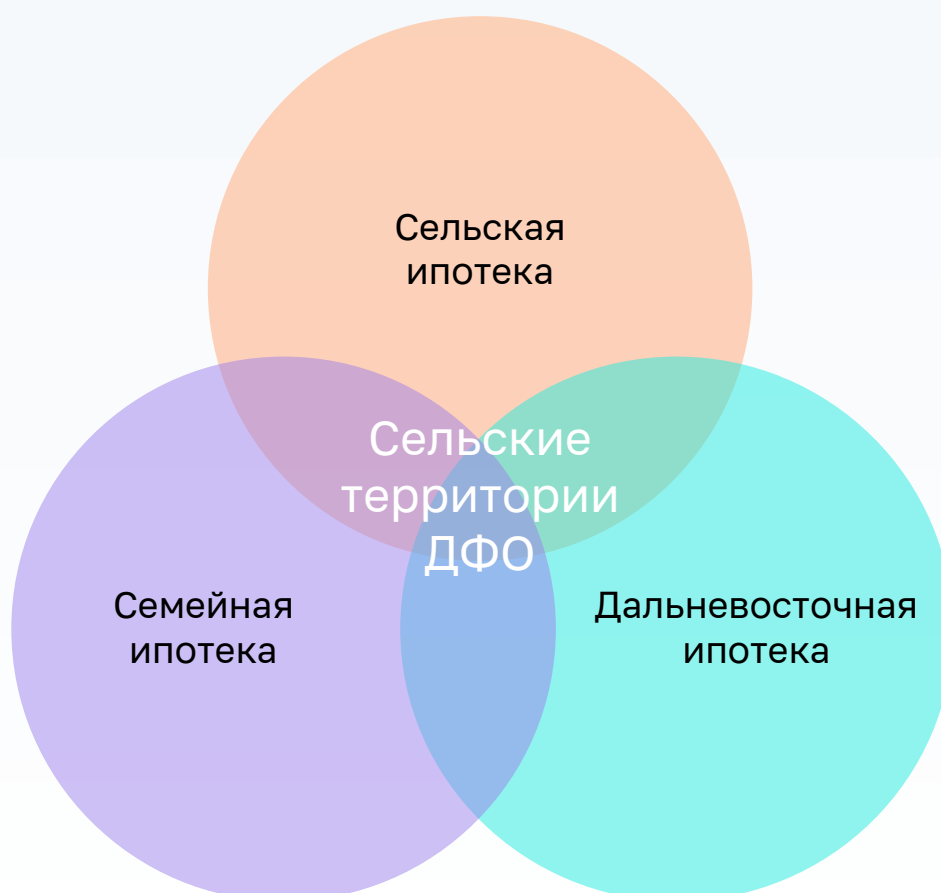 Сельская
ипотека
Сельские
территории
ДФО
Семейная
ипотека
Дальневосточная
ипотека